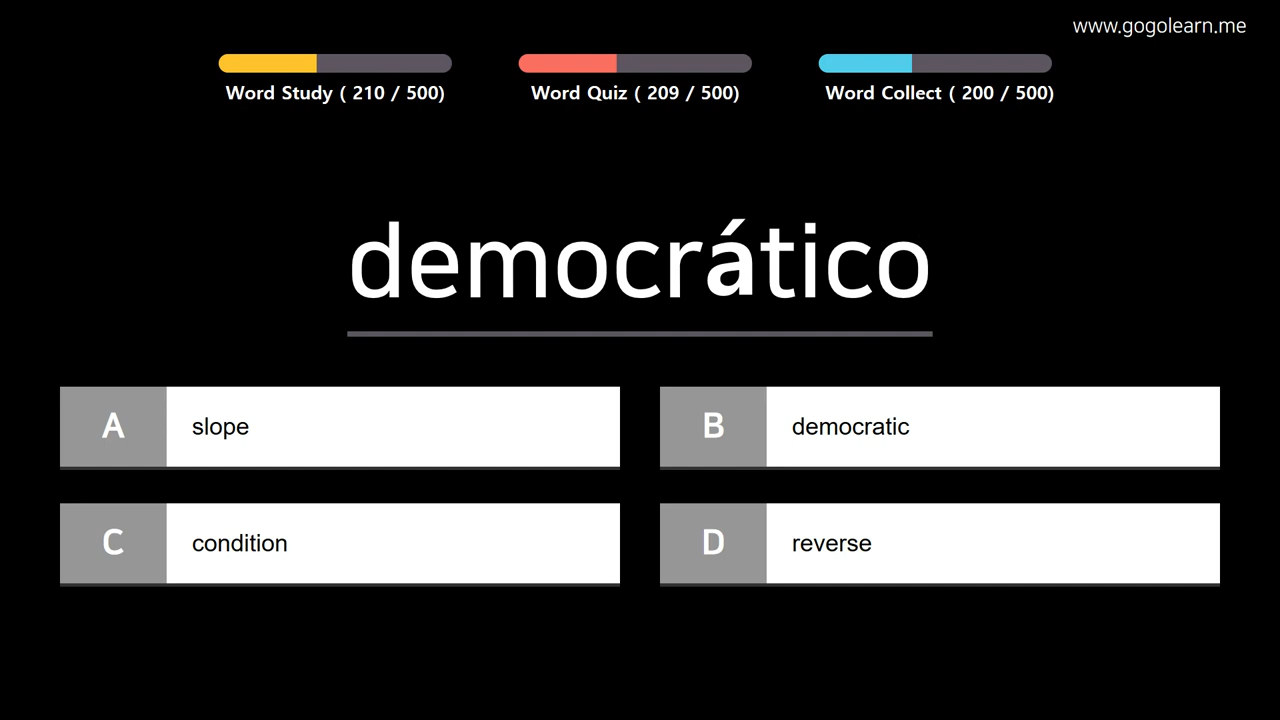 www.gogolearn.me
Word Study ( 210 / 500)
Word Quiz ( 209 / 500)
Word Collect ( 200 / 500)
democrático
A slope
B democratic
C condition
D reverse